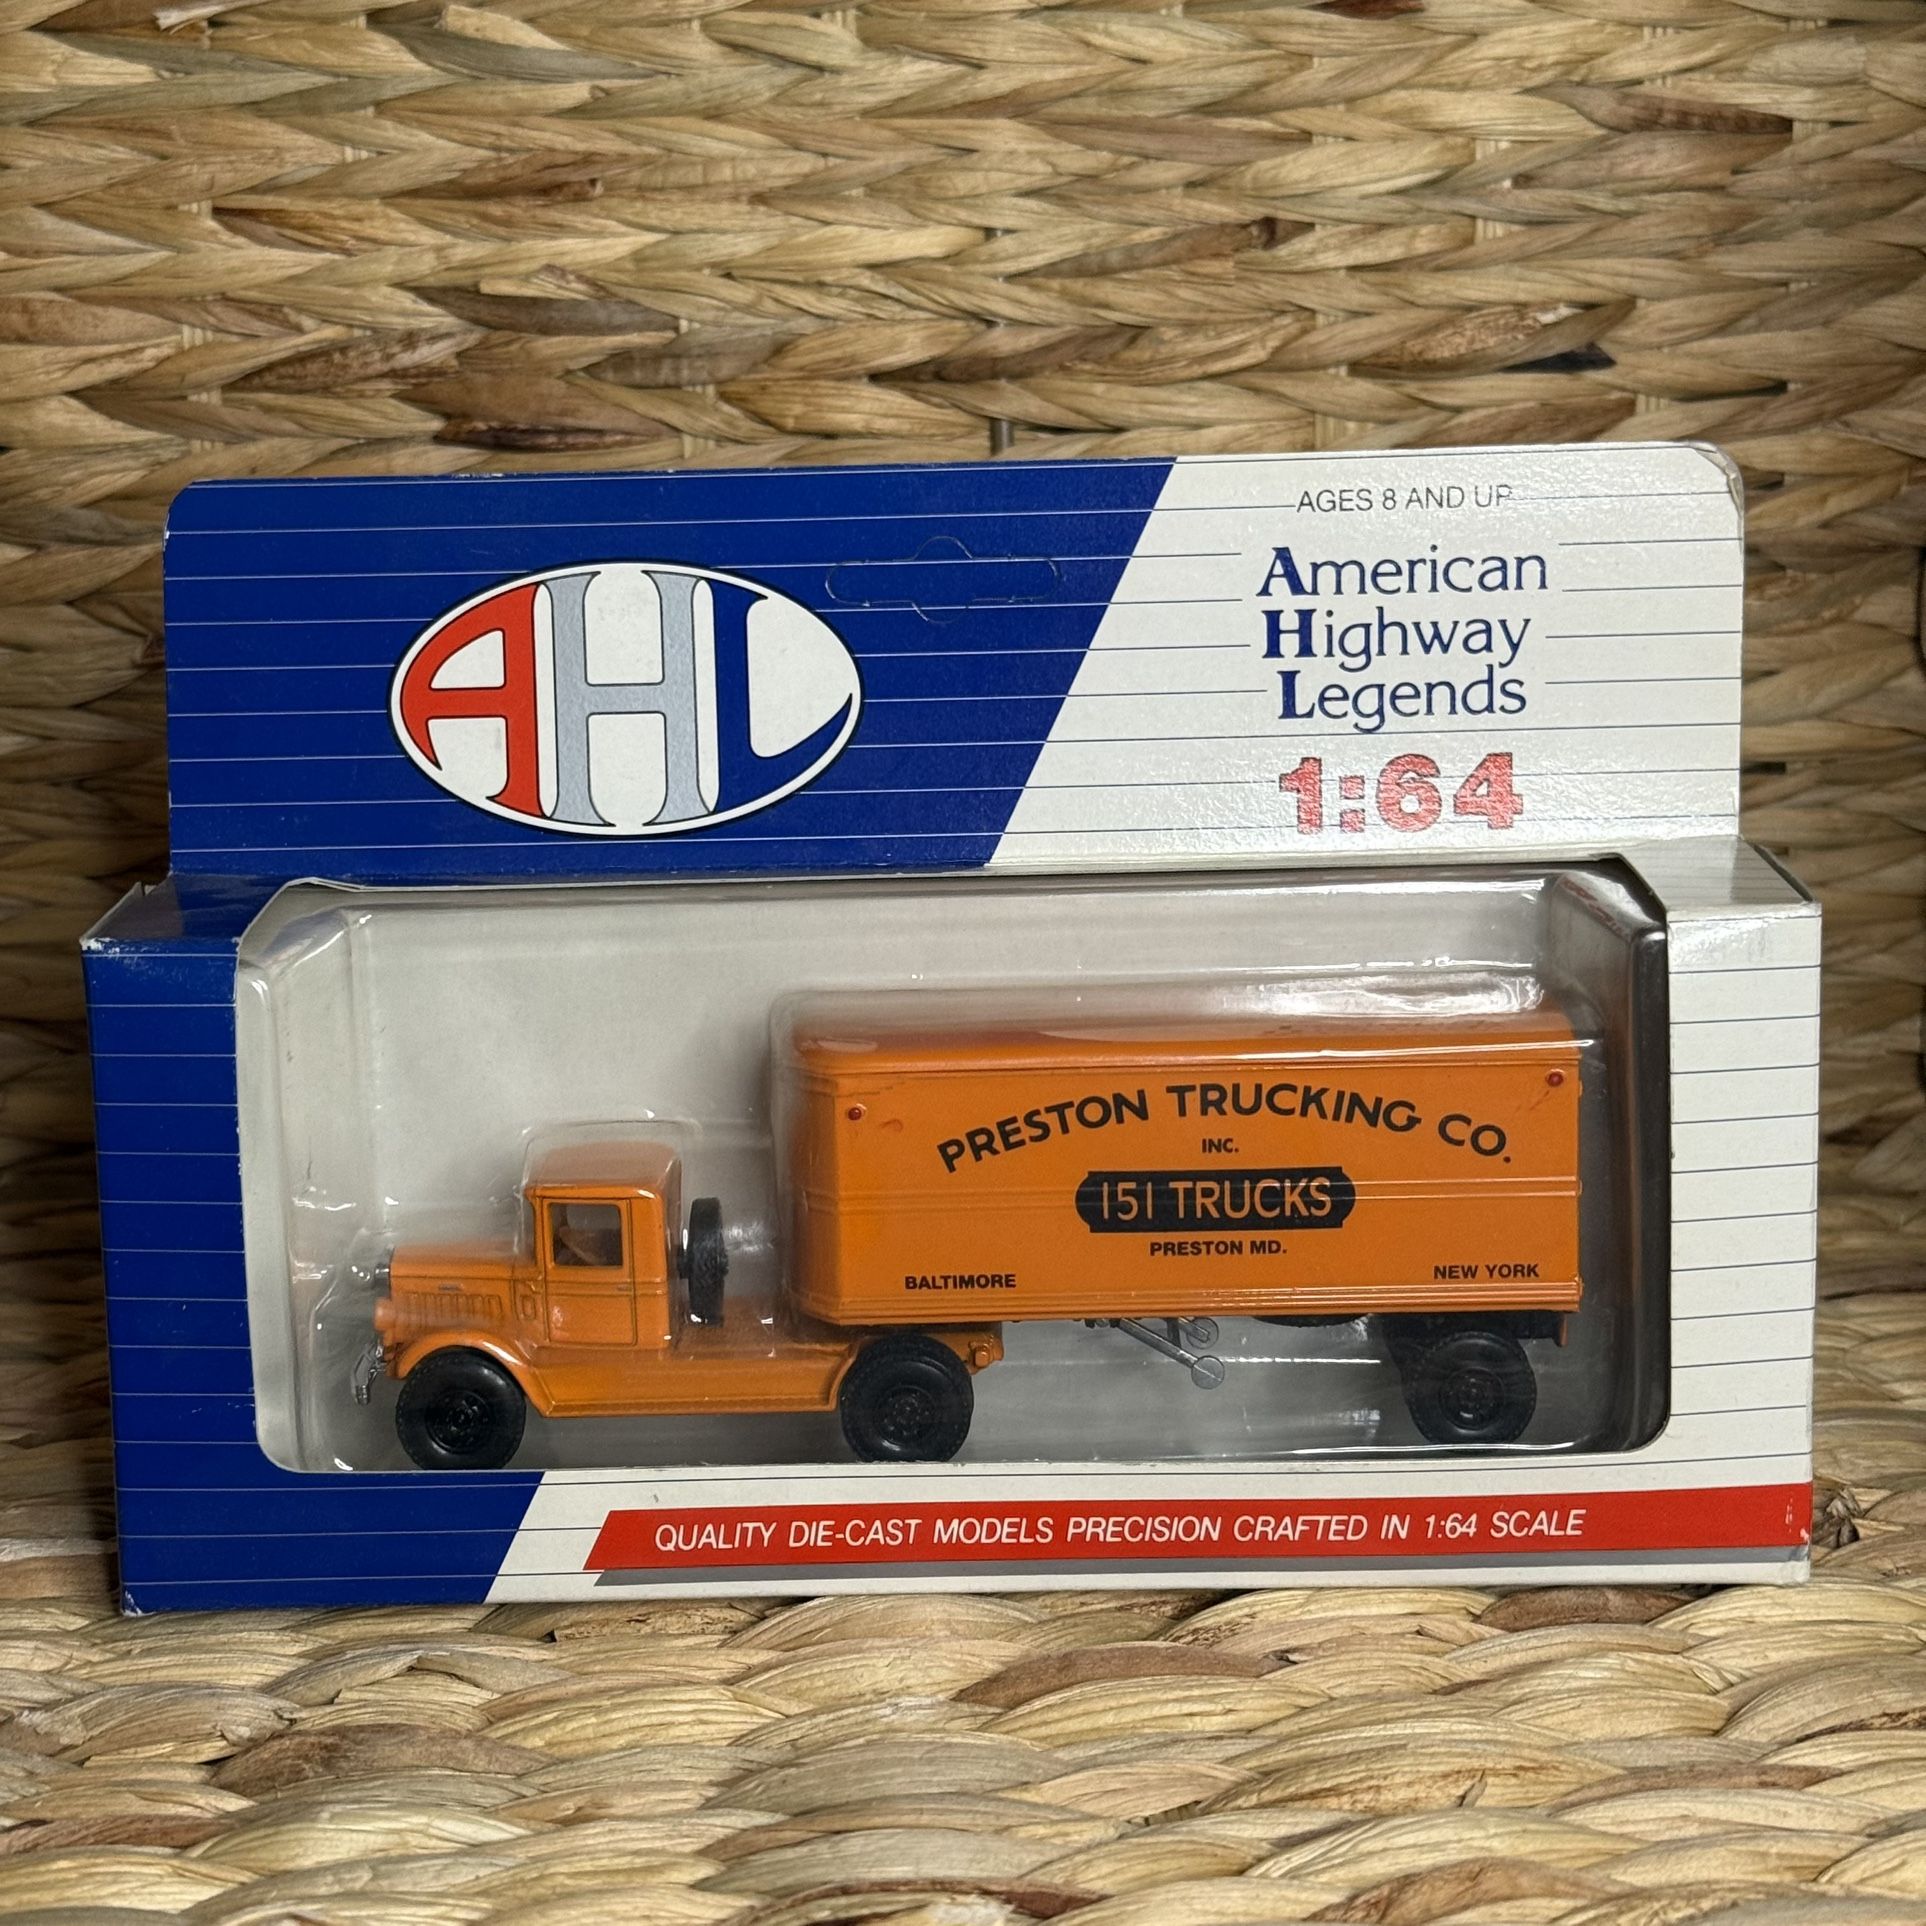 AGES 8 AND UP
AHL
American
Highway
Legends
1:64
PRESTON TRUCKING CO.
INC.
151 TRUCKS
PRESTON MD.
BALTIMORE
NEW YORK
QUALITY DIE-CAST MODELS PRECISION CRAFTED IN 1:64 SCALE